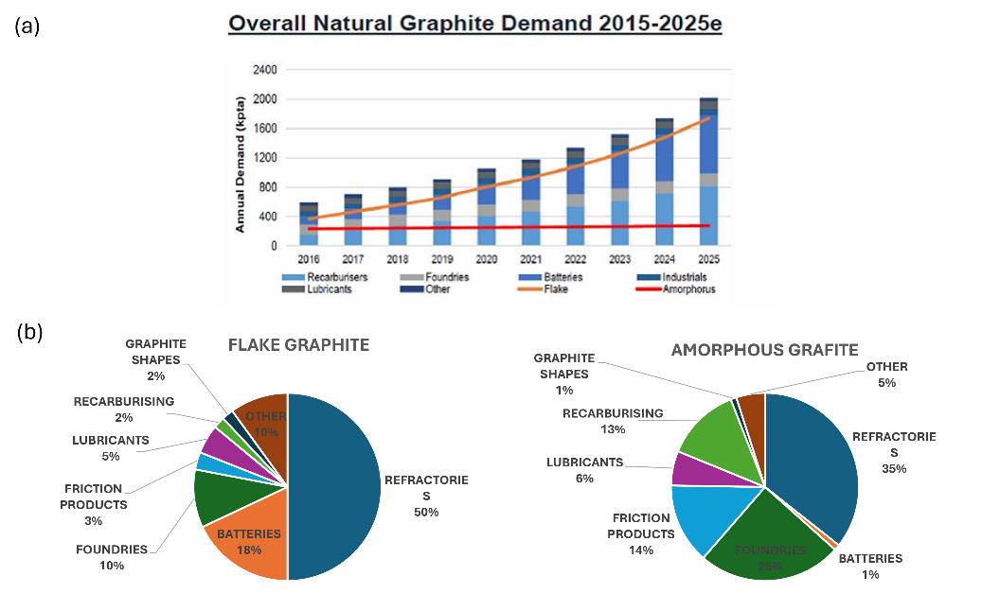 (a)
Overall Natural Graphite Demand 2015-2025e
Annual Demand (kpta)
2400
2000
1600
1200
800
400
0
2016 2017 2018 2019 2020 2021 2022 2023 2024 2025
Recarburisers Foundries Batteries Industrials
Lubricants Other Flake Amorphorus
(b)
FLAKE GRAPHITE
GRAPHITE
SHAPES
2%
RECARBURISING
2%
LUBRICANTS
5%
FRICTION
PRODUCTS
3%
FOUNDRIES
10%
OTHER
10%
BATTERIES
18%
REFRACTORIE
S
50%
AMORPHOUS GRAFITE
GRAPHITE
SHAPES
1%
OTHER
5%
RECARBURISING
13%
LUBRICANTS
6%
FRICTION
PRODUCTS
14%
FOUNDRIES
25%
REFRACTORIE
S
35%
BATTERIES
1%